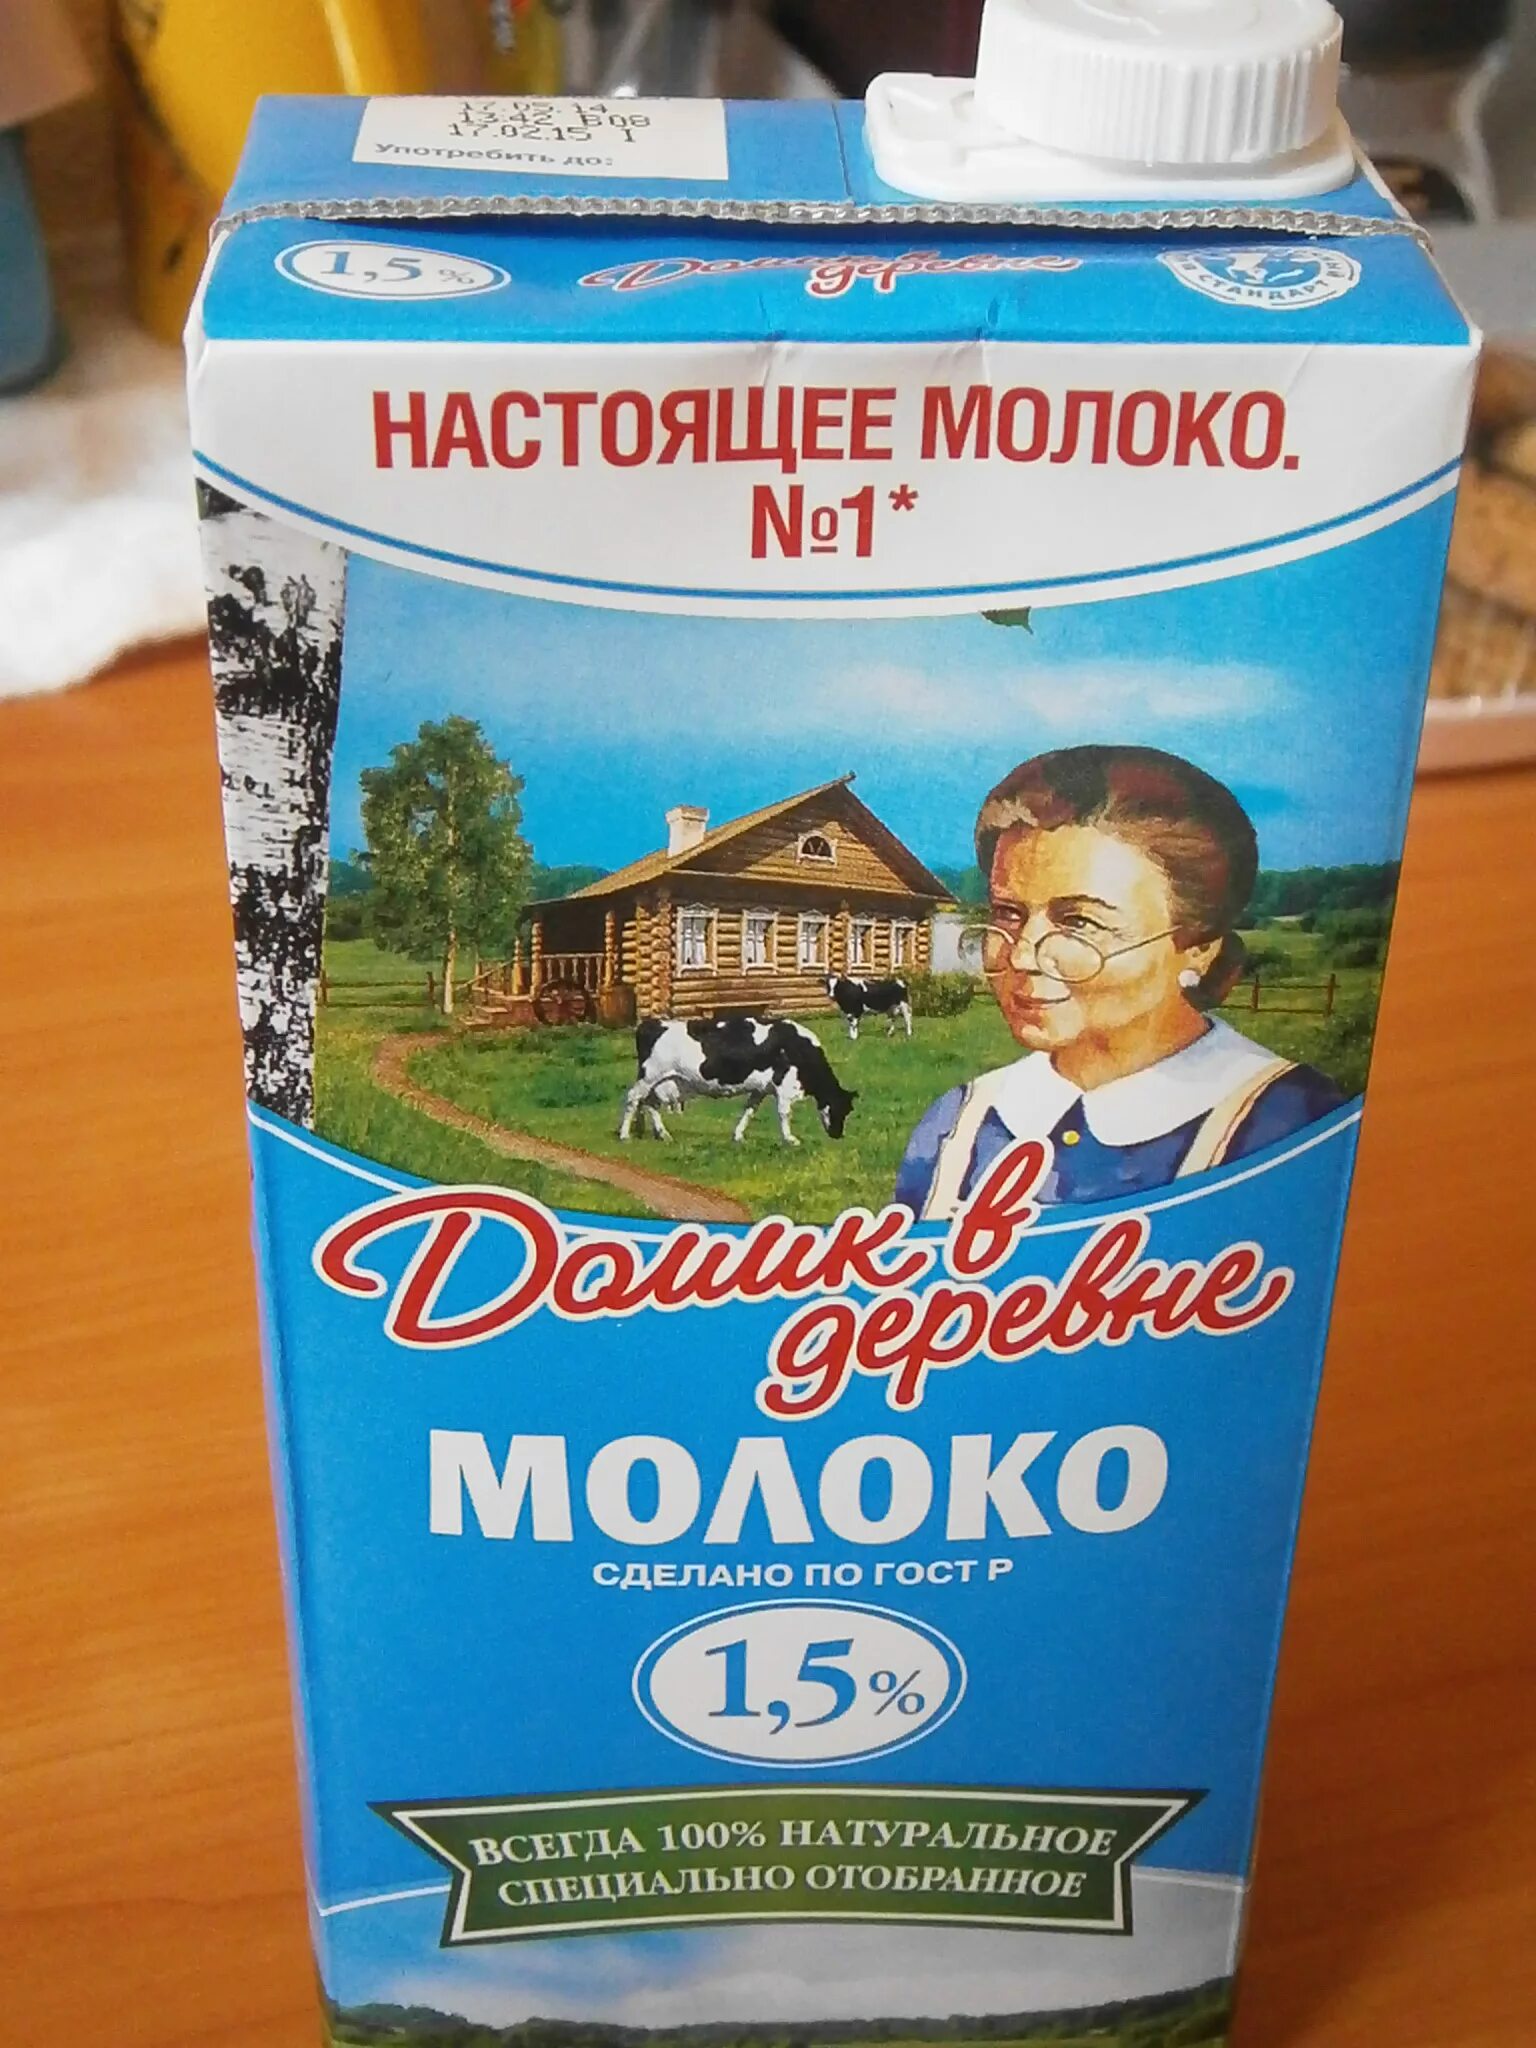 17.05.14
13:42 B08
17.02.15 I
Употребить до:
1,5%
Домик в деревне
СТАНДАРТ
НАСТОЯЩЕЕ МОЛОКО.
№1*
Домик в
деревне
МОЛОКО
СДЕЛАНО ПО ГОСТ Р
1,5%
ВСЕГДА 100% НАТУРАЛЬНОЕ
СПЕЦИАЛЬНО ОТОБРАННОЕ